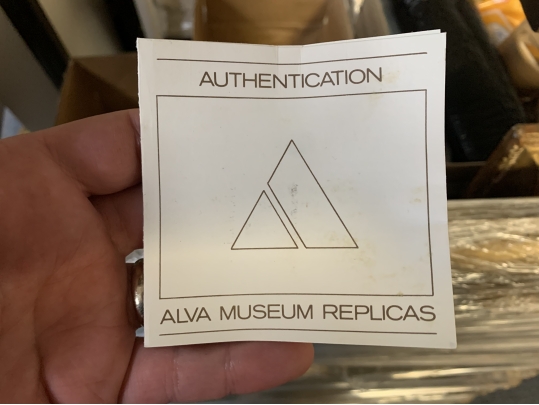 AUTHENTICATION
ALVA MUSEUM REPLICAS